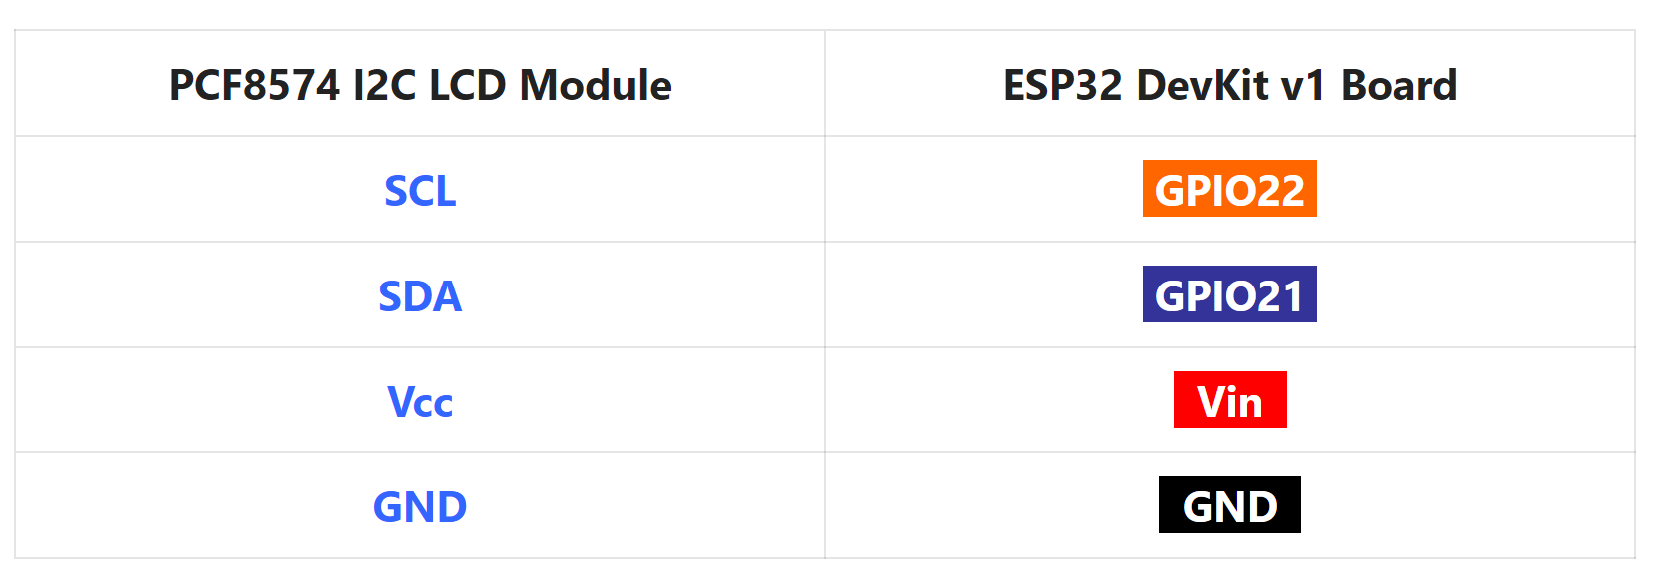 PCF8574 I2C LCD Module ESP32 DevKit v1 Board
SCL GPIO22
SDA GPIO21
Vcc Vin
GND GND